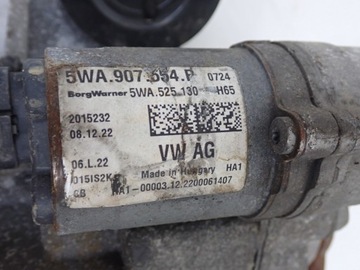 5WA.907.554.P 0724
BorgWarner 5WA.525.130 H65
2015232
08.12.22
VW AG
06.L.22
Made in Hungary HA1
015IS2K
HA1-00003.12.2200061407